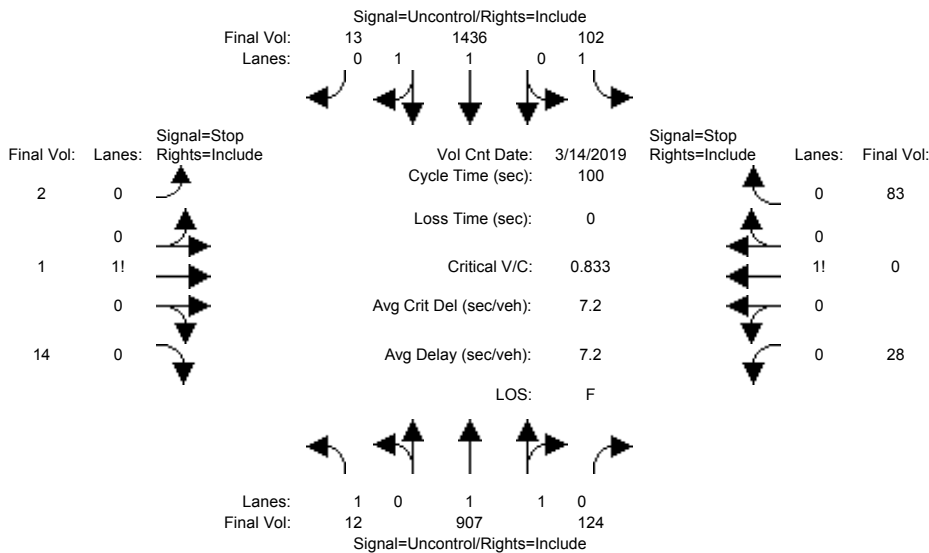 Signal=Uncontrol/Rights=Include
Final Vol: 13 1436 102
Lanes: 0 1 1 0 1
Signal=Stop Signal=Stop
Final Vol: Lanes: Rights=Include Vol Cnt Date: 3/14/2019 Rights=Include Lanes: Final Vol:
Cycle Time (sec): 100
2 0 0 83
Loss Time (sec): 0
0 0
1 1! Critical V/C: 0.833 1! 0
0 Avg Crit Del (sec/veh): 7.2 0
14 0 Avg Delay (sec/veh): 7.2 0 28
LOS: F
Lanes: 1 0 1 1 0
Final Vol: 12 907 124
Signal=Uncontrol/Rights=Include